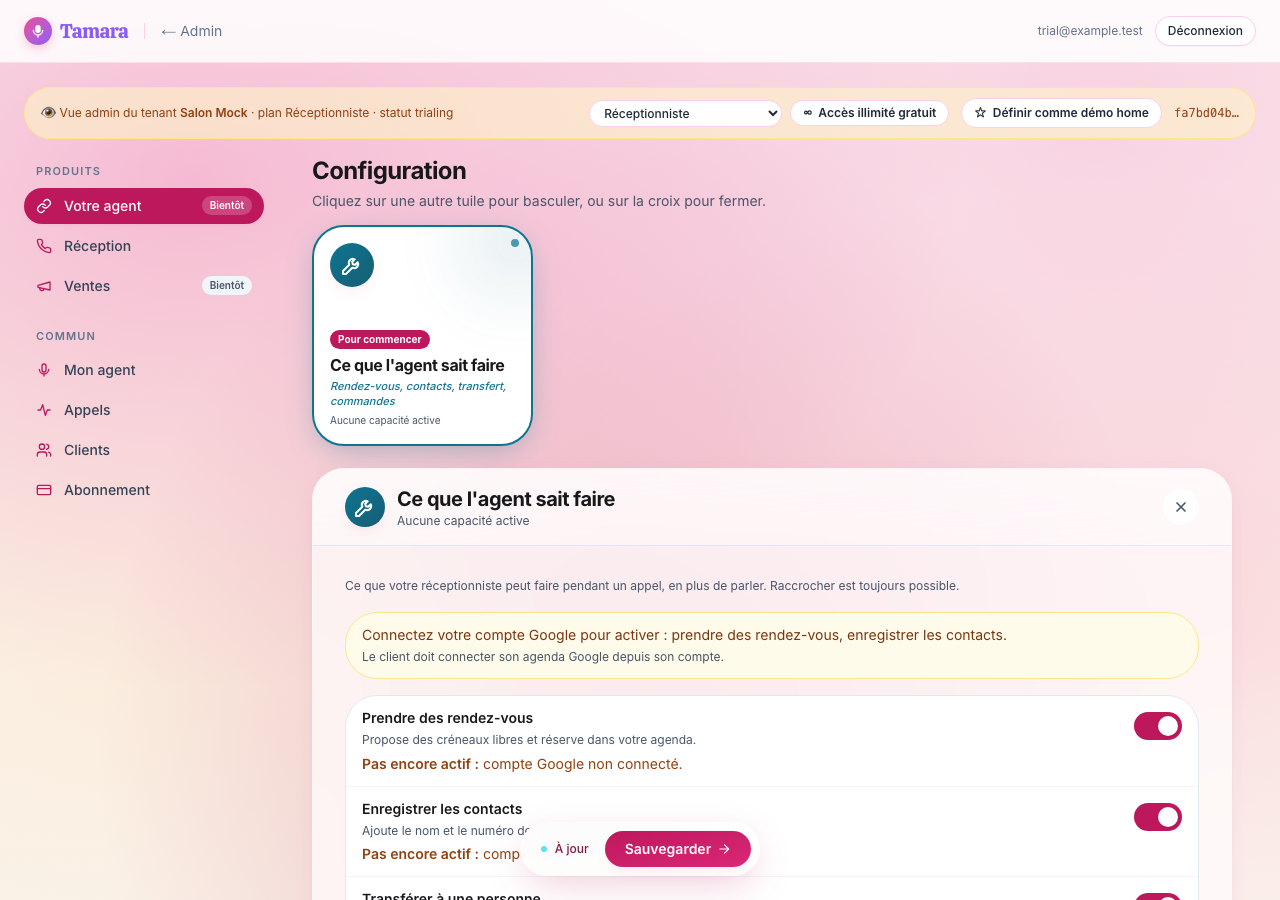 Tamara
← Admin
trial@example.test
Déconnexion
Vue admin du tenant Salon Mock · plan Réceptionniste · statut trialing
Réceptionniste
∞ Accès illimité gratuit
☆ Définir comme démo home
fa7bd04b…
PRODUITS
Votre agent
Bientôt
Réception
Ventes
Bientôt
COMMUN
Mon agent
Appels
Clients
Abonnement
Configuration
Cliquez sur une autre tuile pour basculer, ou sur la croix pour fermer.
Pour commencer
Ce que l'agent sait faire
Rendez-vous, contacts, transfert,
commandes
Aucune capacité active
Ce que l'agent sait faire
Aucune capacité active
Ce que votre réceptionniste peut faire pendant un appel, en plus de parler. Raccrocher est toujours possible.
Connectez votre compte Google pour activer : prendre des rendez-vous, enregistrer les contacts.
Le client doit connecter son agenda Google depuis son compte.
Prendre des rendez-vous
Propose des créneaux libres et réserve dans votre agenda.
Pas encore actif : compte Google non connecté.
Enregistrer les contacts
Ajoute le nom et le numéro
Pas encore actif :
À jour
Sauvegarder →
Transférer à une personne